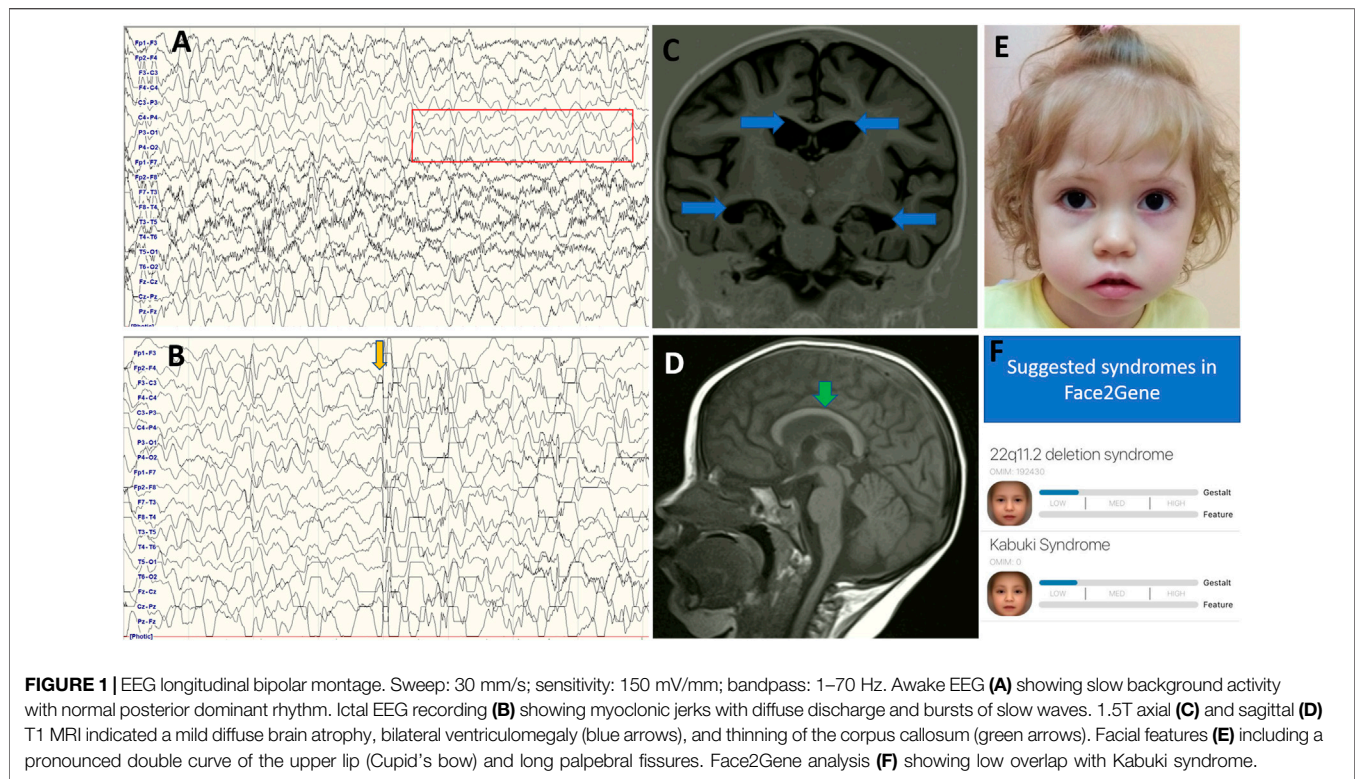 A
Fp1-F3
Fp2-F4
F3-C3
F4-C4
C3-P3
C4-P4
P3-O1
P4-O2
Fp1-F7
Fp2-F8
F7-T3
F8-T4
T3-T5
T4-T6
T5-O1
T6-O2
Fz-Cz
Cz-Pz
Pz-Fz
[Photic]
B
Fp1-F3
Fp2-F4
F3-C3
F4-C4
C3-P3
C4-P4
P3-O1
P4-O2
Fp1-F7
Fp2-F8
F7-T3
F8-T4
T3-T5
T4-T6
T5-O1
T6-O2
Fz-Cz
Cz-Pz
Pz-Fz
[Photic]
C
D
E
F
Suggested syndromes in
Face2Gene
22q11.2 deletion syndrome
OMIM: 192430
Gestalt
LOW MED HIGH
Feature
Kabuki Syndrome
OMIM: 0
Gestalt
LOW MED HIGH
Feature
FIGURE 1 | EEG longitudinal bipolar montage. Sweep: 30 mm/s; sensitivity: 150 mV/mm; bandpass: 1–70 Hz. Awake EEG (A) showing slow background activity
with normal posterior dominant rhythm. Ictal EEG recording (B) showing myoclonic jerks with diffuse discharge and bursts of slow waves. 1.5T axial (C) and sagittal (D)
T1 MRI indicated a mild diffuse brain atrophy, bilateral ventriculomegaly (blue arrows), and thinning of the corpus callosum (green arrows). Facial features (E) including a
pronounced double curve of the upper lip (Cupid's bow) and long palpebral fissures. Face2Gene analysis (F) showing low overlap with Kabuki syndrome.